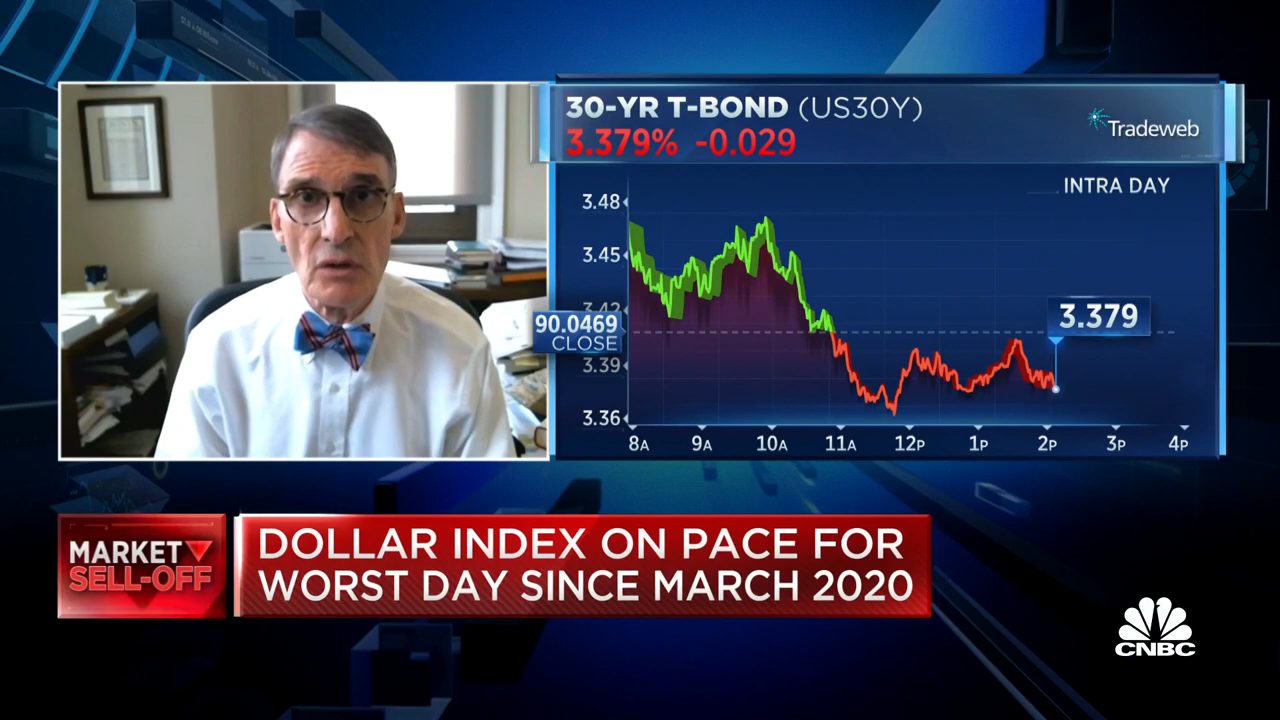 30-YR T-BOND (US30Y)
3.379% -0.029
Tradeweb
INTRA DAY
3.48
3.45
3.42
3.39
3.36
90.0469
CLOSE
3.379
8A 9A 10A 11A 12P 1P 2P 3P 4P
MARKET
SELL-OFF
DOLLAR INDEX ON PACE FOR
WORST DAY SINCE MARCH 2020
CNBC